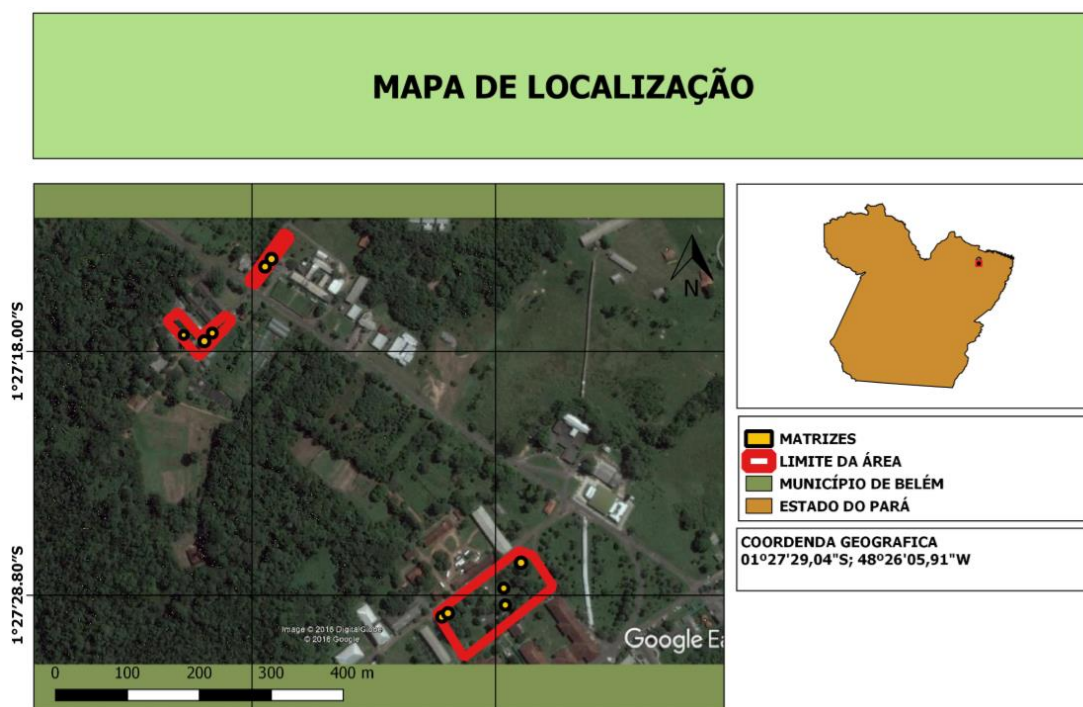 MAPA DE LOCALIZAÇÃO
N
1°27'18.00"S
1°27'28.80"S
Image © 2016 DigitalGlobe
© 2016 Google
Google Ea
0 100 200 300 400 m
MATRIZES
LIMITE DA ÁREA
MUNICÍPIO DE BELÉM
ESTADO DO PARÁ
COORDENDA GEOGRAFICA
01º27'29,04"S; 48º26'05,91"W